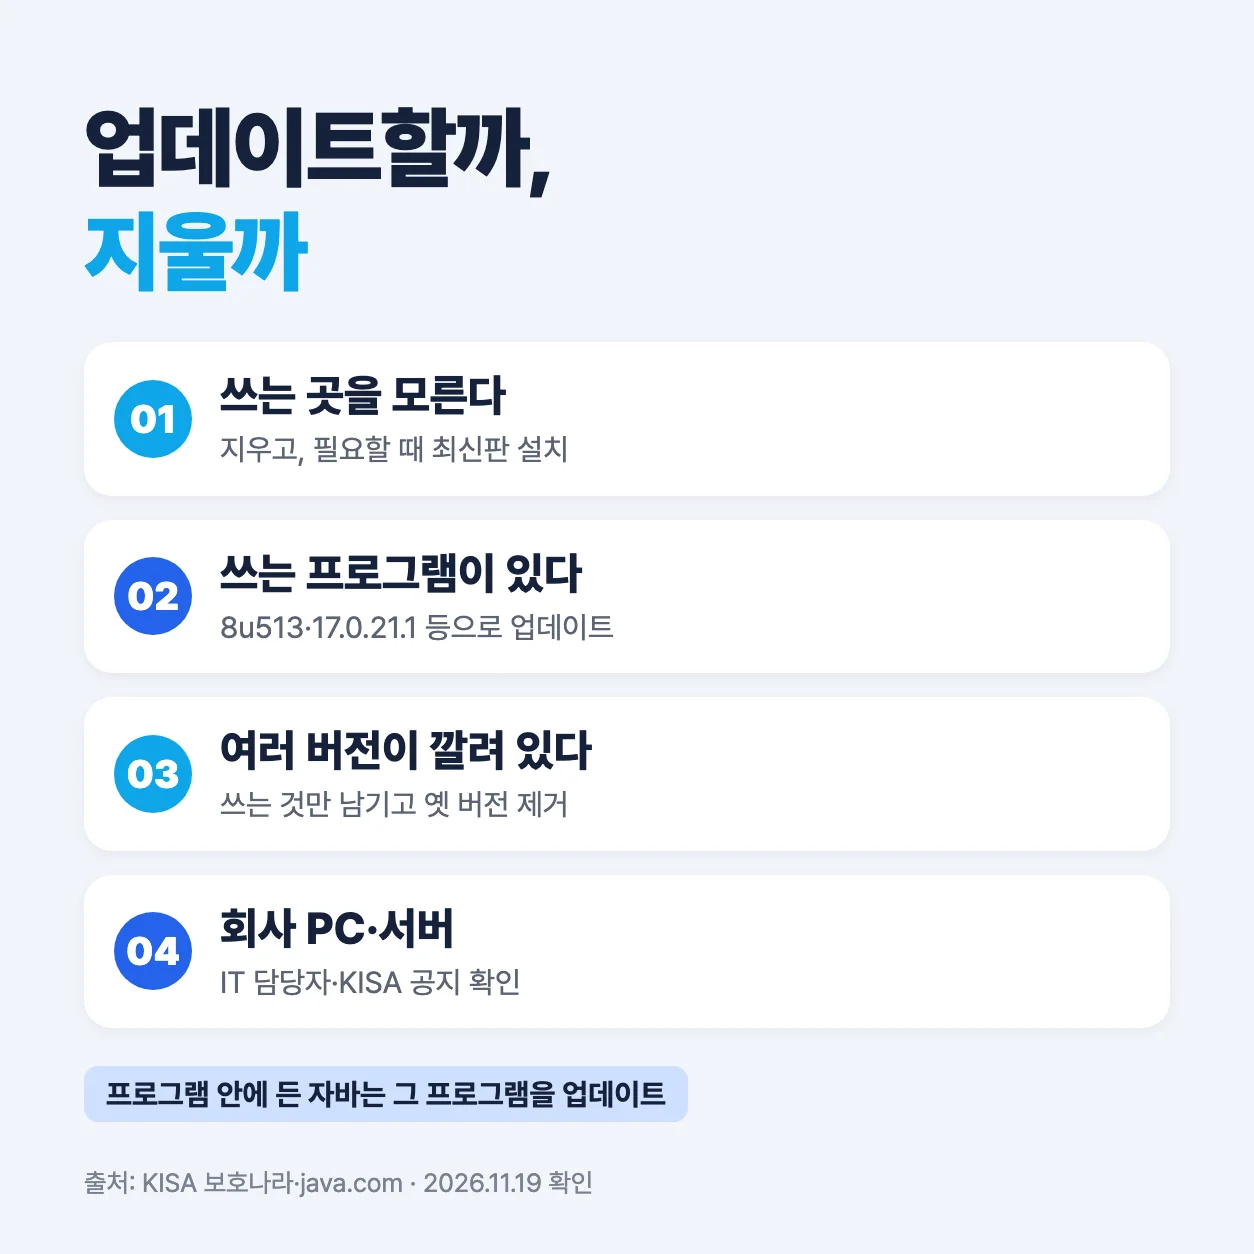 업데이트할까,
지울까
01
쓰는 곳을 모른다
지우고, 필요할 때 최신판 설치
02
쓰는 프로그램이 있다
8u513·17.0.21.1 등으로 업데이트
03
여러 버전이 깔려 있다
쓰는 것만 남기고 옛 버전 제거
04
회사 PC·서버
IT 담당자·KISA 공지 확인
프로그램 안에 든 자바는 그 프로그램을 업데이트
출처: KISA 보호나라·java.com · 2026.11.19 확인